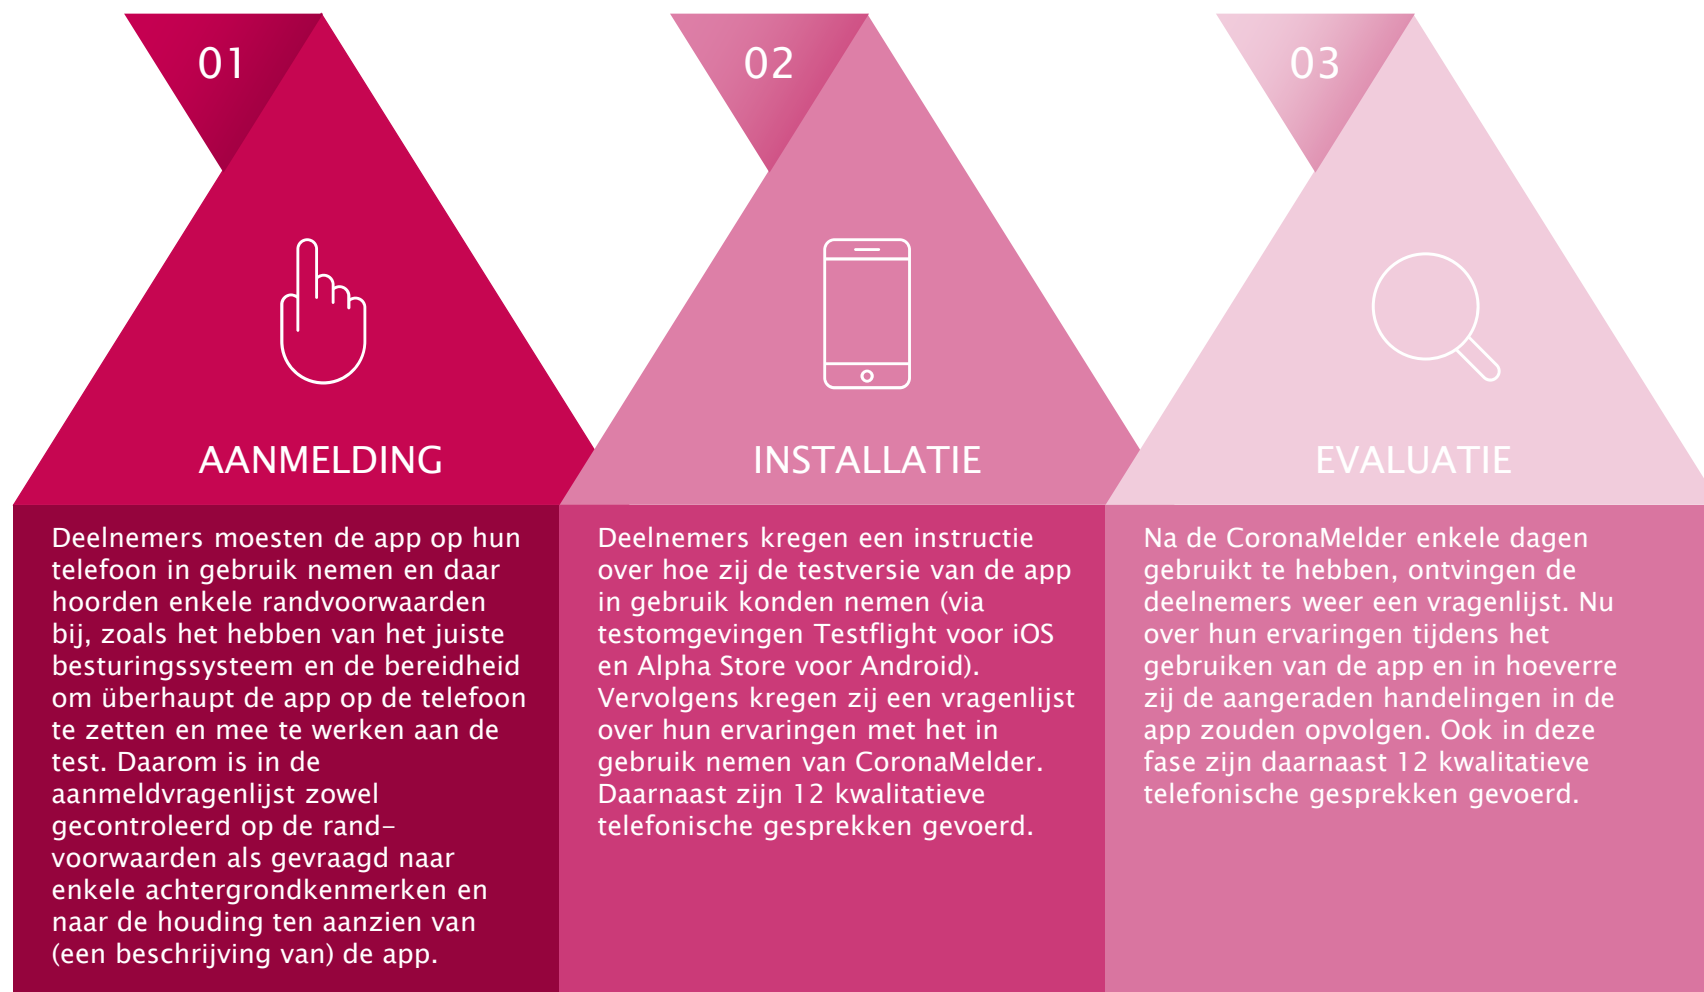 01
AANMELDING
Deelnemers moesten de app op hun
telefoon in gebruik nemen en daar
hoorden enkele randvoorwaarden
bij, zoals het hebben van het juiste
besturingssysteem en de bereidheid
om überhaupt de app op de telefoon
te zetten en mee te werken aan de
test. Daarom is in de
aanmeldvragenlijst zowel
gecontroleerd op de rand-
voorwaarden als gevraagd naar
enkele achtergrondkenmerken en
naar de houding ten aanzien van
(een beschrijving van) de app.
02
INSTALLATIE
Deelnemers kregen een instructie
over hoe zij de testversie van de app
in gebruik konden nemen (via
testomgevingen Testflight voor iOS
en Alpha Store voor Android).
Vervolgens kregen zij een vragenlijst
over hun ervaringen met het in
gebruik nemen van CoronaMelder.
Daarnaast zijn 12 kwalitatieve
telefonische gesprekken gevoerd.
03
EVALUATIE
Na de CoronaMelder enkele dagen
gebruikt te hebben, ontvingen de
deelnemers weer een vragenlijst. Nu
over hun ervaringen tijdens het
gebruiken van de app en in hoeverre
zij de aangeraden handelingen in de
app zouden opvolgen. Ook in deze
fase zijn daarnaast 12 kwalitatieve
telefonische gesprekken gevoerd.